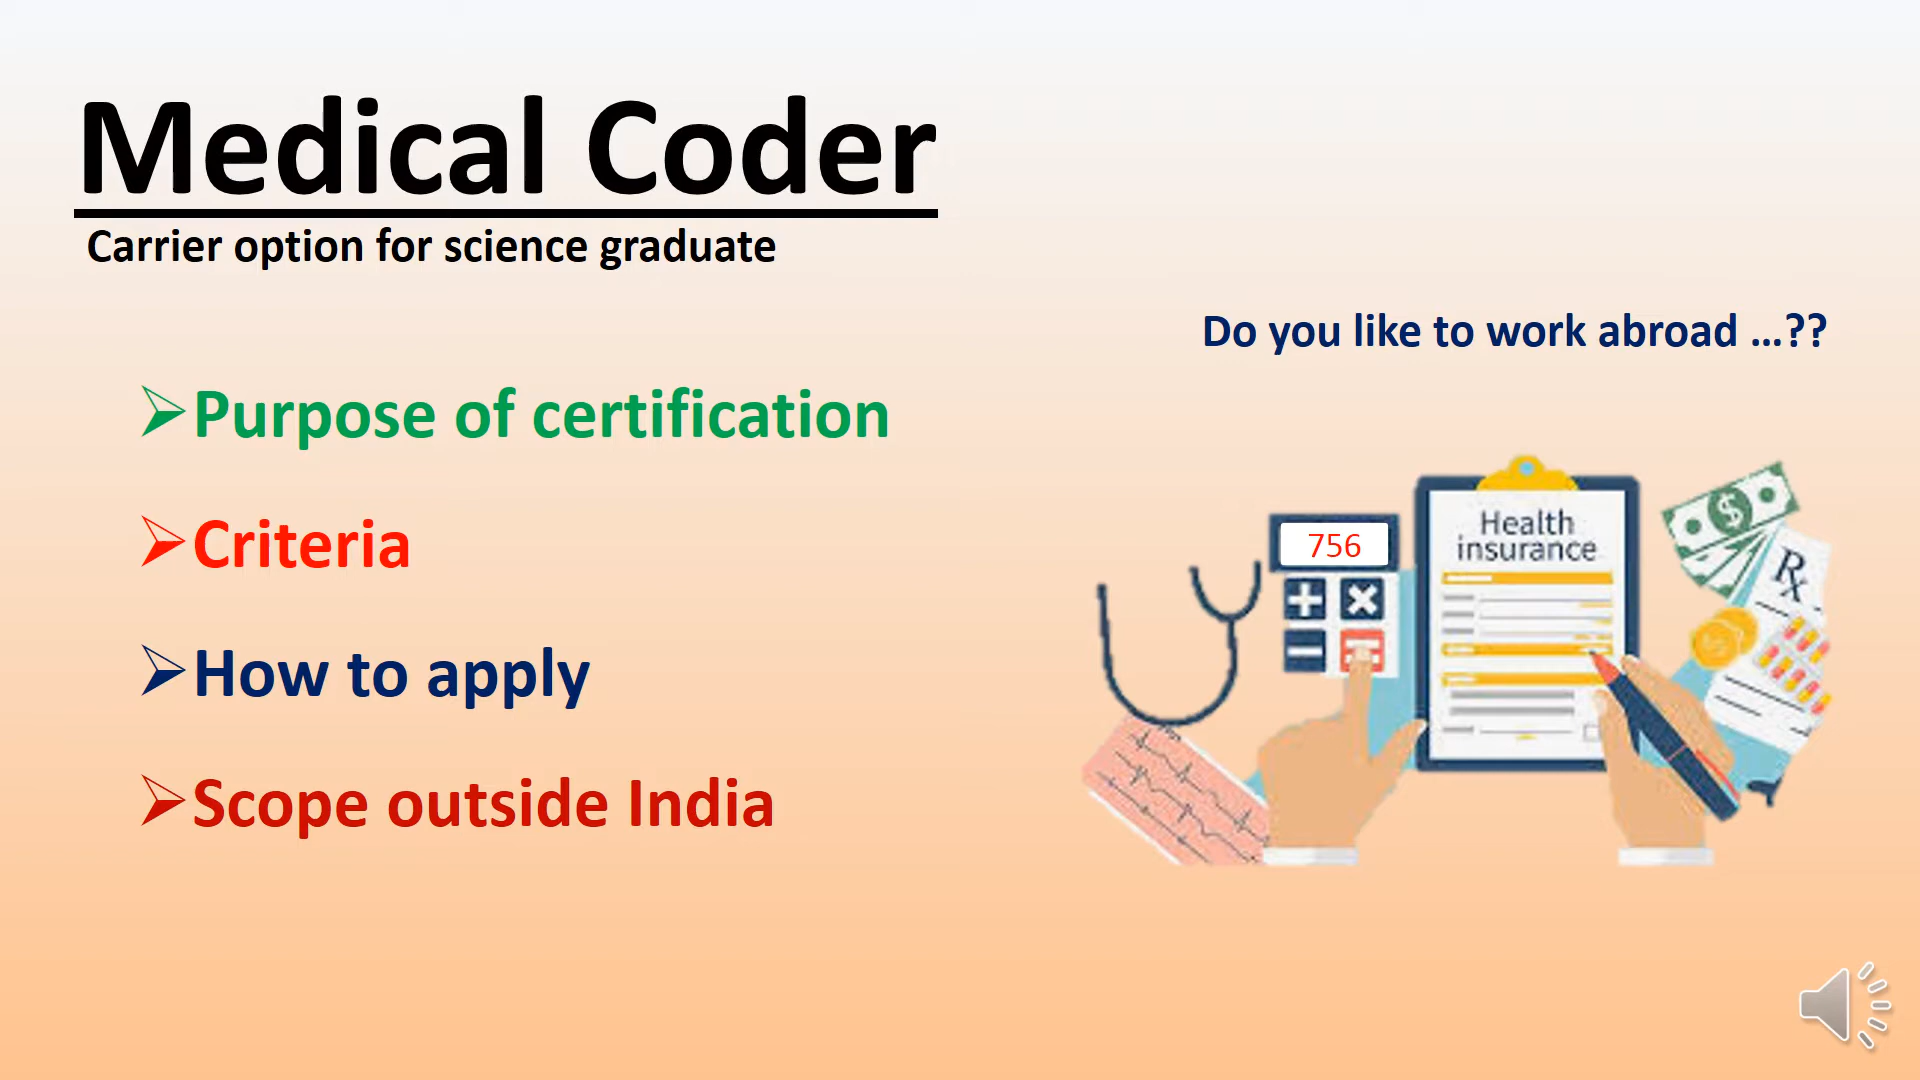 Medical Coder
Carrier option for science graduate
Do you like to work abroad ...??
Purpose of certification
Criteria
How to apply
Scope outside India
756
Health
insurance
Rx
$